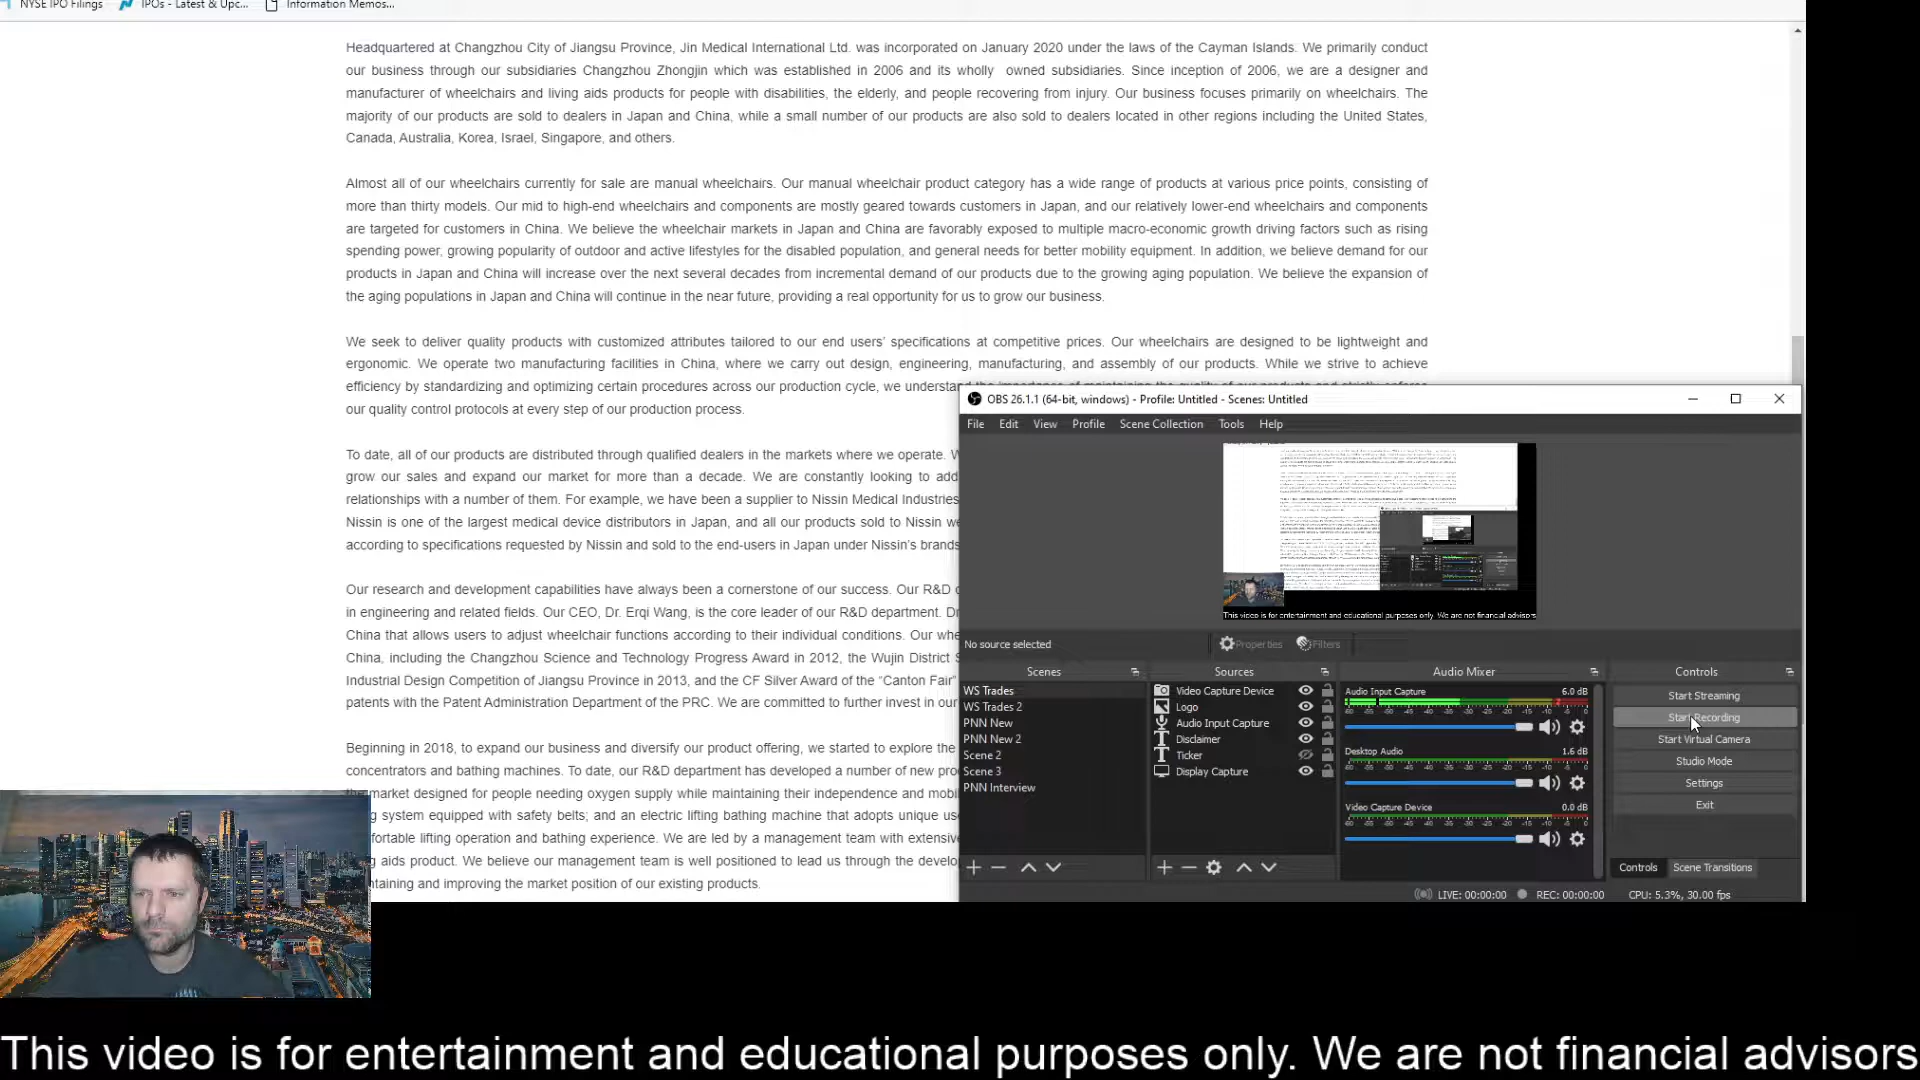 NYSE IPO Filings
IPOs - Latest & Upc...
Information Memos...
Headquartered at Changzhou City of Jiangsu Province, Jin Medical International Ltd. was incorporated on January 2020 under the laws of the Cayman Islands. We primarily conduct
our business through our subsidiaries Changzhou Zhongjin which was established in 2006 and its wholly owned subsidiaries. Since inception of 2006, we are a designer and
manufacturer of wheelchairs and living aids products for people with disabilities, the elderly, and people recovering from injury. Our business focuses primarily on wheelchairs. The
majority of our products are sold to dealers in Japan and China, while a small number of our products are also sold to dealers located in other regions including the United States,
Canada, Australia, Korea, Israel, Singapore, and others.
Almost all of our wheelchairs currently for sale are manual wheelchairs. Our manual wheelchair product category has a wide range of products at various price points, consisting of
more than thirty models. Our mid to high-end wheelchairs and components are mostly geared towards customers in Japan, and our relatively lower-end wheelchairs and components
are targeted for customers in China. We believe the wheelchair markets in Japan and China are favorably exposed to multiple macro-economic growth driving factors such as rising
spending power, growing popularity of outdoor and active lifestyles for the disabled population, and general needs for better mobility equipment. In addition, we believe demand for our
products in Japan and China will increase over the next several decades from incremental demand of our products due to the growing aging population. We believe the expansion of
the aging populations in Japan and China will continue in the near future, providing a real opportunity for us to grow our business.
We seek to deliver quality products with customized attributes tailored to our end users' specifications at competitive prices. Our wheelchairs are designed to be lightweight and
ergonomic. We operate two manufacturing facilities in China, where we carry out design, engineering, manufacturing, and assembly of our products. While we strive to achieve
efficiency by standardizing and optimizing certain procedures across our production cycle, we understand
our quality control protocols at every step of our production process.
To date, all of our products are distributed through qualified dealers in the markets where we operate.
grow our sales and expand our market for more than a decade. We are constantly looking to add
relationships with a number of them. For example, we have been a supplier to Nissin Medical Industries
Nissin is one of the largest medical device distributors in Japan, and all our products sold to Nissin we
according to specifications requested by Nissin and sold to the end-users in Japan under Nissin's brands
Our research and development capabilities have always been a cornerstone of our success. Our R&D
in engineering and related fields. Our CEO, Dr. Erqi Wang, is the core leader of our R&D department.
China that allows users to adjust wheelchair functions according to their individual conditions. Our
China, including the Changzhou Science and Technology Progress Award in 2012, the Wujin District
Industrial Design Competition of Jiangsu Province in 2013, and the CF Silver Award of the "Canton Fair"
patents with the Patent Administration Department of the PRC. We are committed to further invest in our
Beginning in 2018, to expand our business and diversify our product offering, we started to explore the
concentrators and bathing machines. To date, our R&D department has developed a number of new
the market designed for people needing oxygen supply while maintaining their independence and
system equipped with safety belts; and an electric lifting bathing machine that adopts unique
lifting operation and bathing experience. We are led by a management team with
aids product. We believe our management team is well positioned to lead us through the
and improving the market position of our existing products.
OBS 26.1.1 (64-bit, windows) - Profile: Untitled - Scenes: Untitled
File Edit View Profile Scene Collection Tools Help
This video is for entertainment and educational purposes only. We are not financial advisors
No source selected
Properties
Filters
Scenes
WS Trades
WS Trades 2
PNN New
PNN New 2
Scene 2
Scene 3
PNN Interview
Sources
Video Capture Device
Logo
Audio Input Capture
Disclaimer
Ticker
Display Capture
Audio Mixer
Audio Input Capture 6.0 dB
Desktop Audio 1.6 dB
Video Capture Device 0.0 dB
Controls
Start Streaming
Start Recording
Start Virtual Camera
Studio Mode
Settings
Exit
Controls Scene Transitions
LIVE: 00:00:00 REC: 00:00:00 CPU: 5.3%, 30.00 fps
This video is for entertainment and educational purposes only. We are not financial advisors